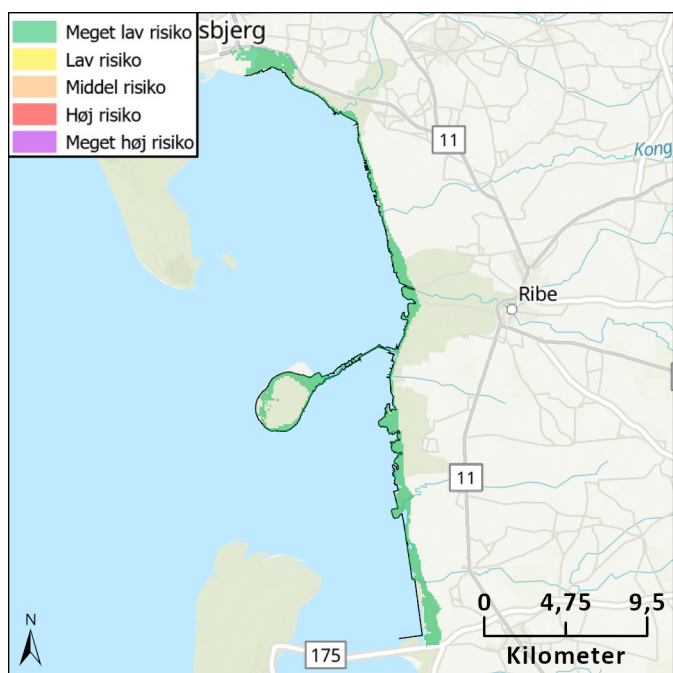 Meget lav risiko
Lav risiko
Middel risiko
Høj risiko
Meget høj risiko
sbjerg
11
Kong
Ribe
11
175
N
0 4,75 9,5
Kilometer